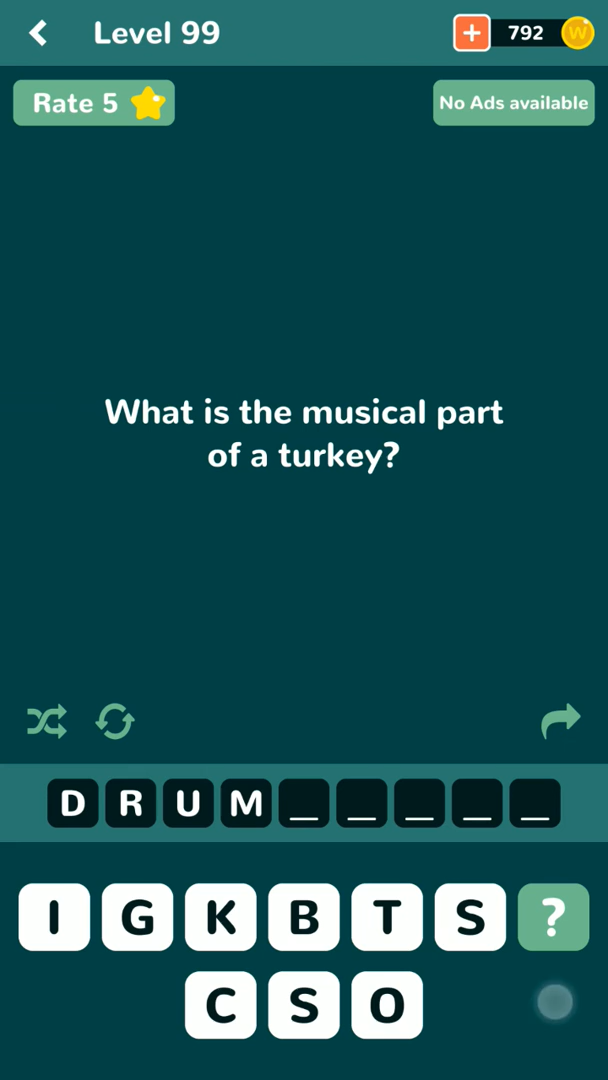 Level 99
+ 792 W
Rate 5
No Ads available
What is the musical part
of a turkey?
D R U M _ _ _ _ _
I G K B T S ?
C S O